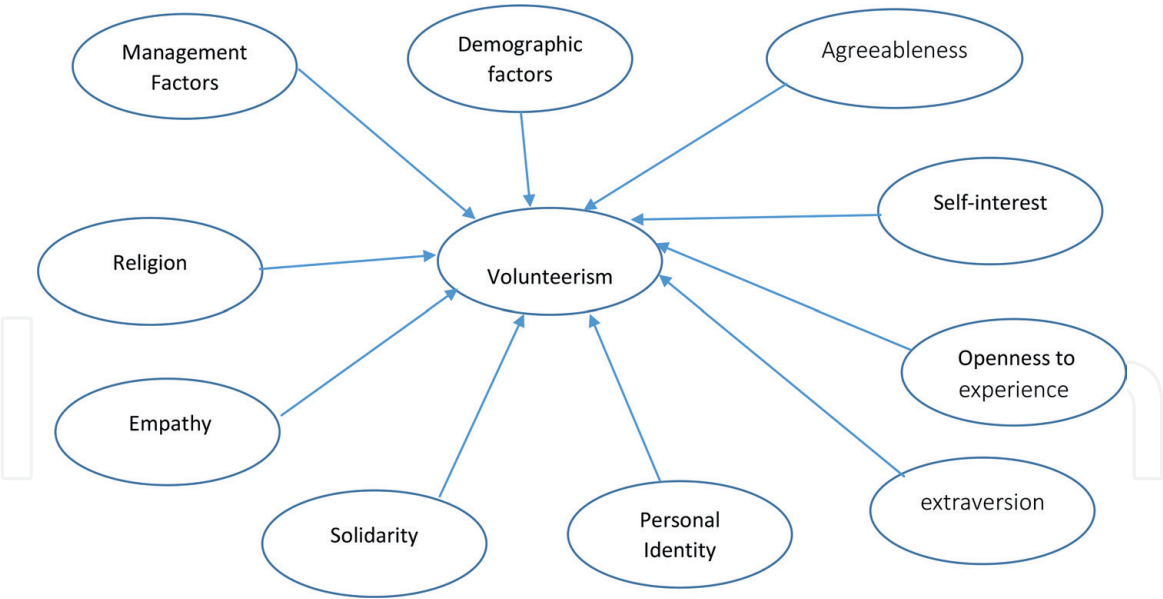 Management
Factors
Demographic
factors
Agreeableness
Self-interest
Religion
Volunteerism
Openness to
experience
Empathy
extraversion
Solidarity
Personal
Identity